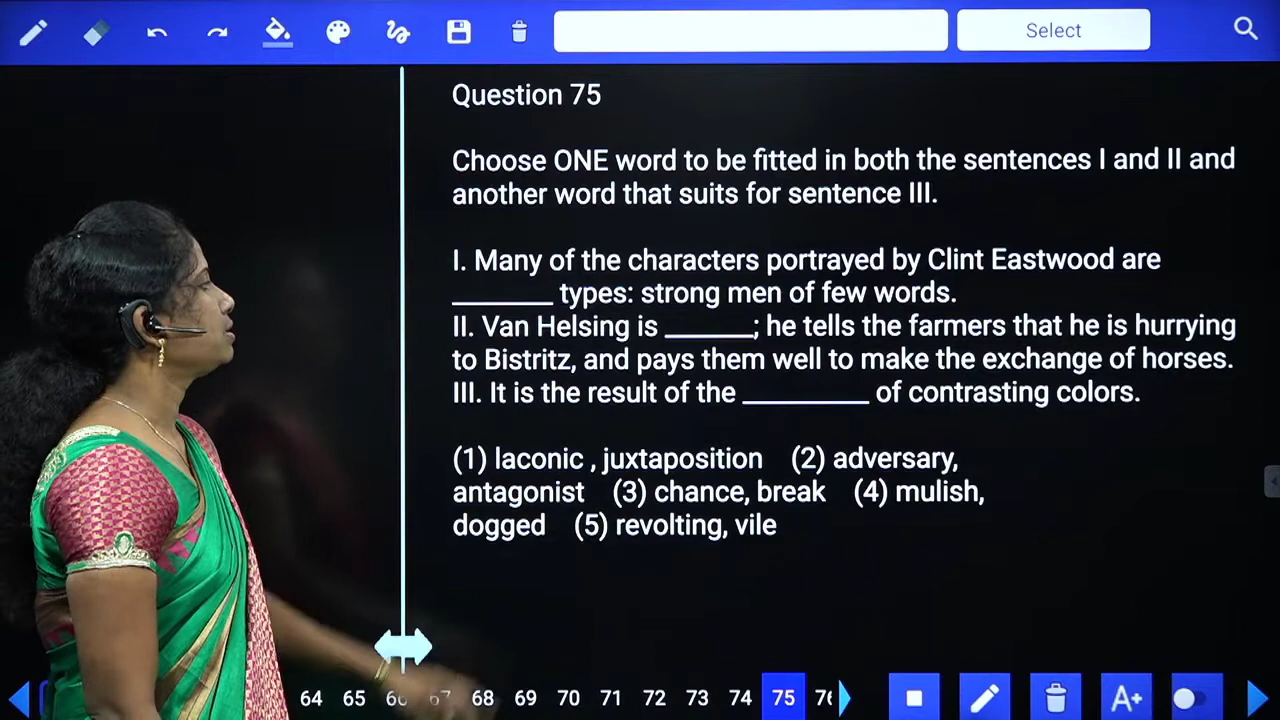 Select
Question 75
Choose ONE word to be fitted in both the sentences I and II and
another word that suits for sentence III.
I. Many of the characters portrayed by Clint Eastwood are
________ types: strong men of few words.
II. Van Helsing is _______; he tells the farmers that he is hurrying
to Bistritz, and pays them well to make the exchange of horses.
III. It is the result of the __________ of contrasting colors.
(1) laconic , juxtaposition (2) adversary,
antagonist (3) chance, break (4) mulish,
dogged (5) revolting, vile
64 65 66 67 68 69 70 71 72 73 74 75 76
A+